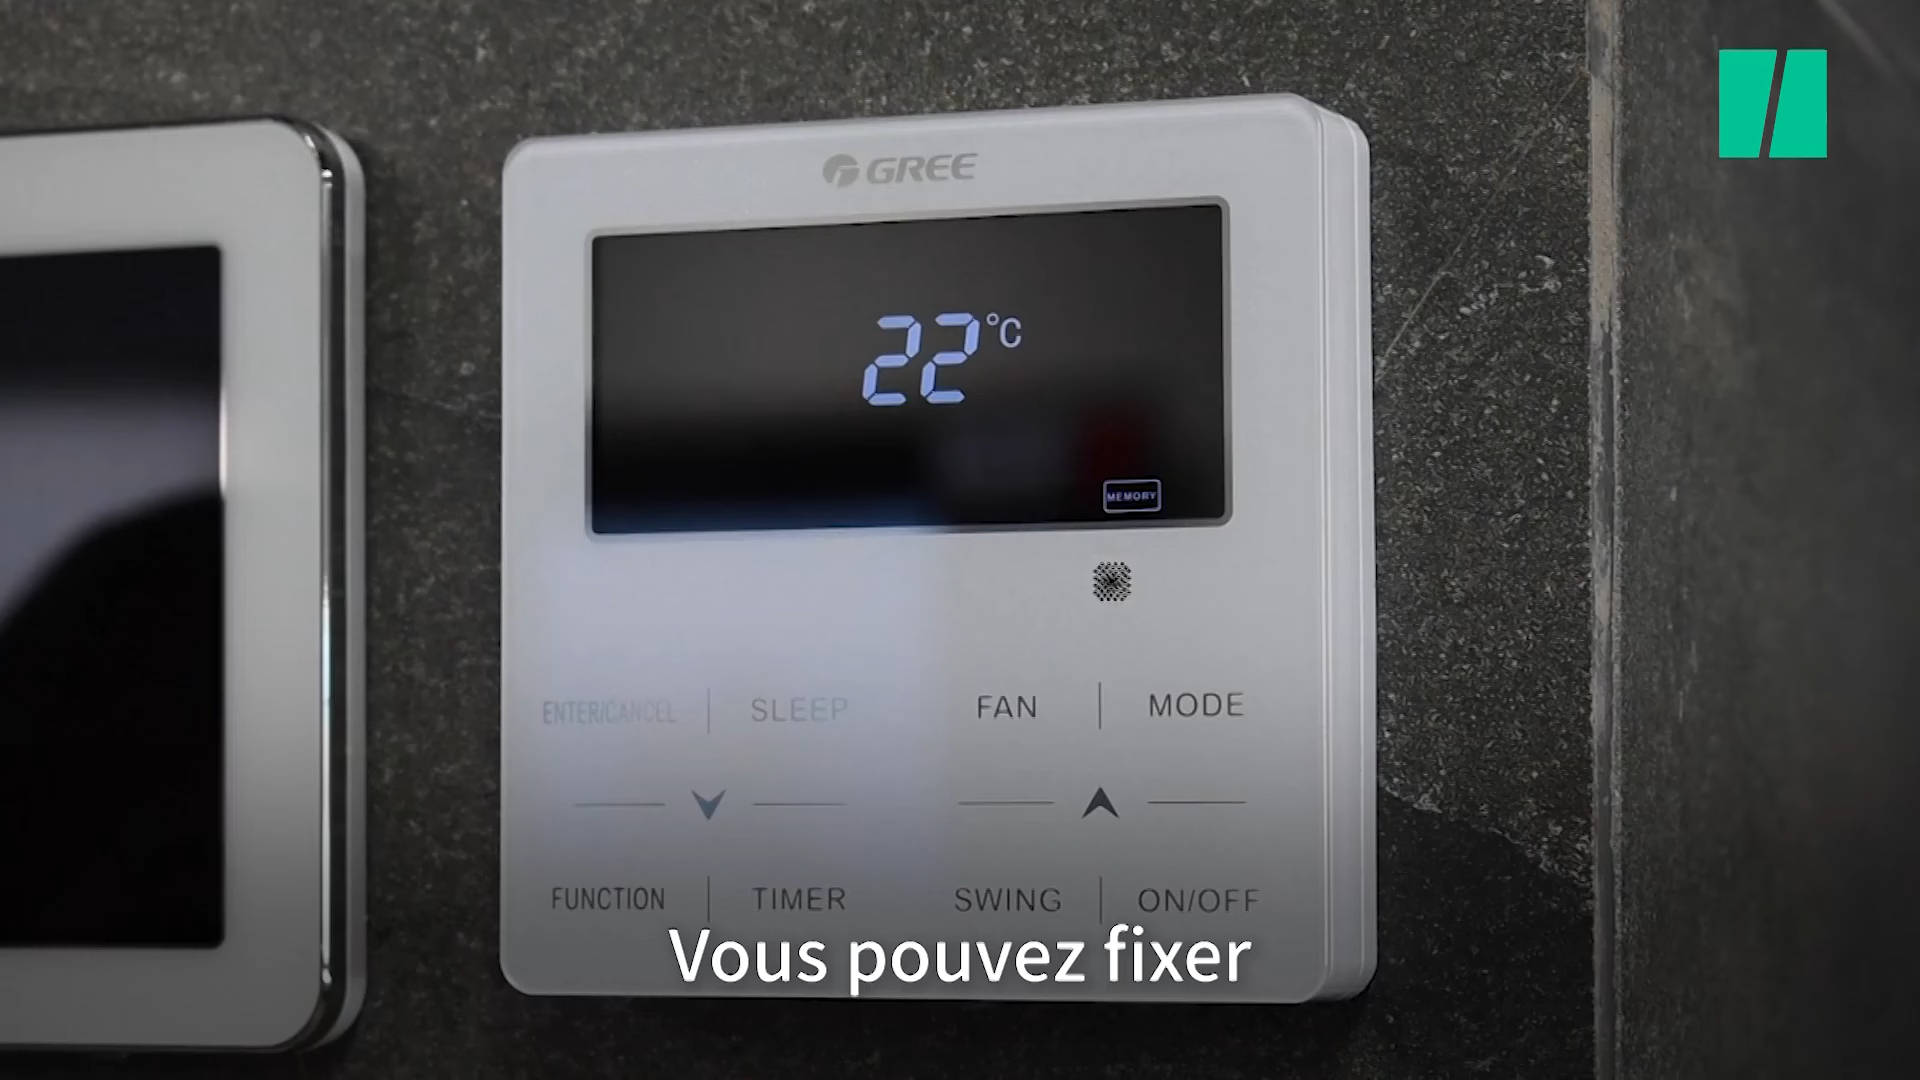 GREE
22°C
MEMORY
ENTER/CANCEL SLEEP FAN MODE
FUNCTION TIMER SWING ON/OFF
Vous pouvez fixer